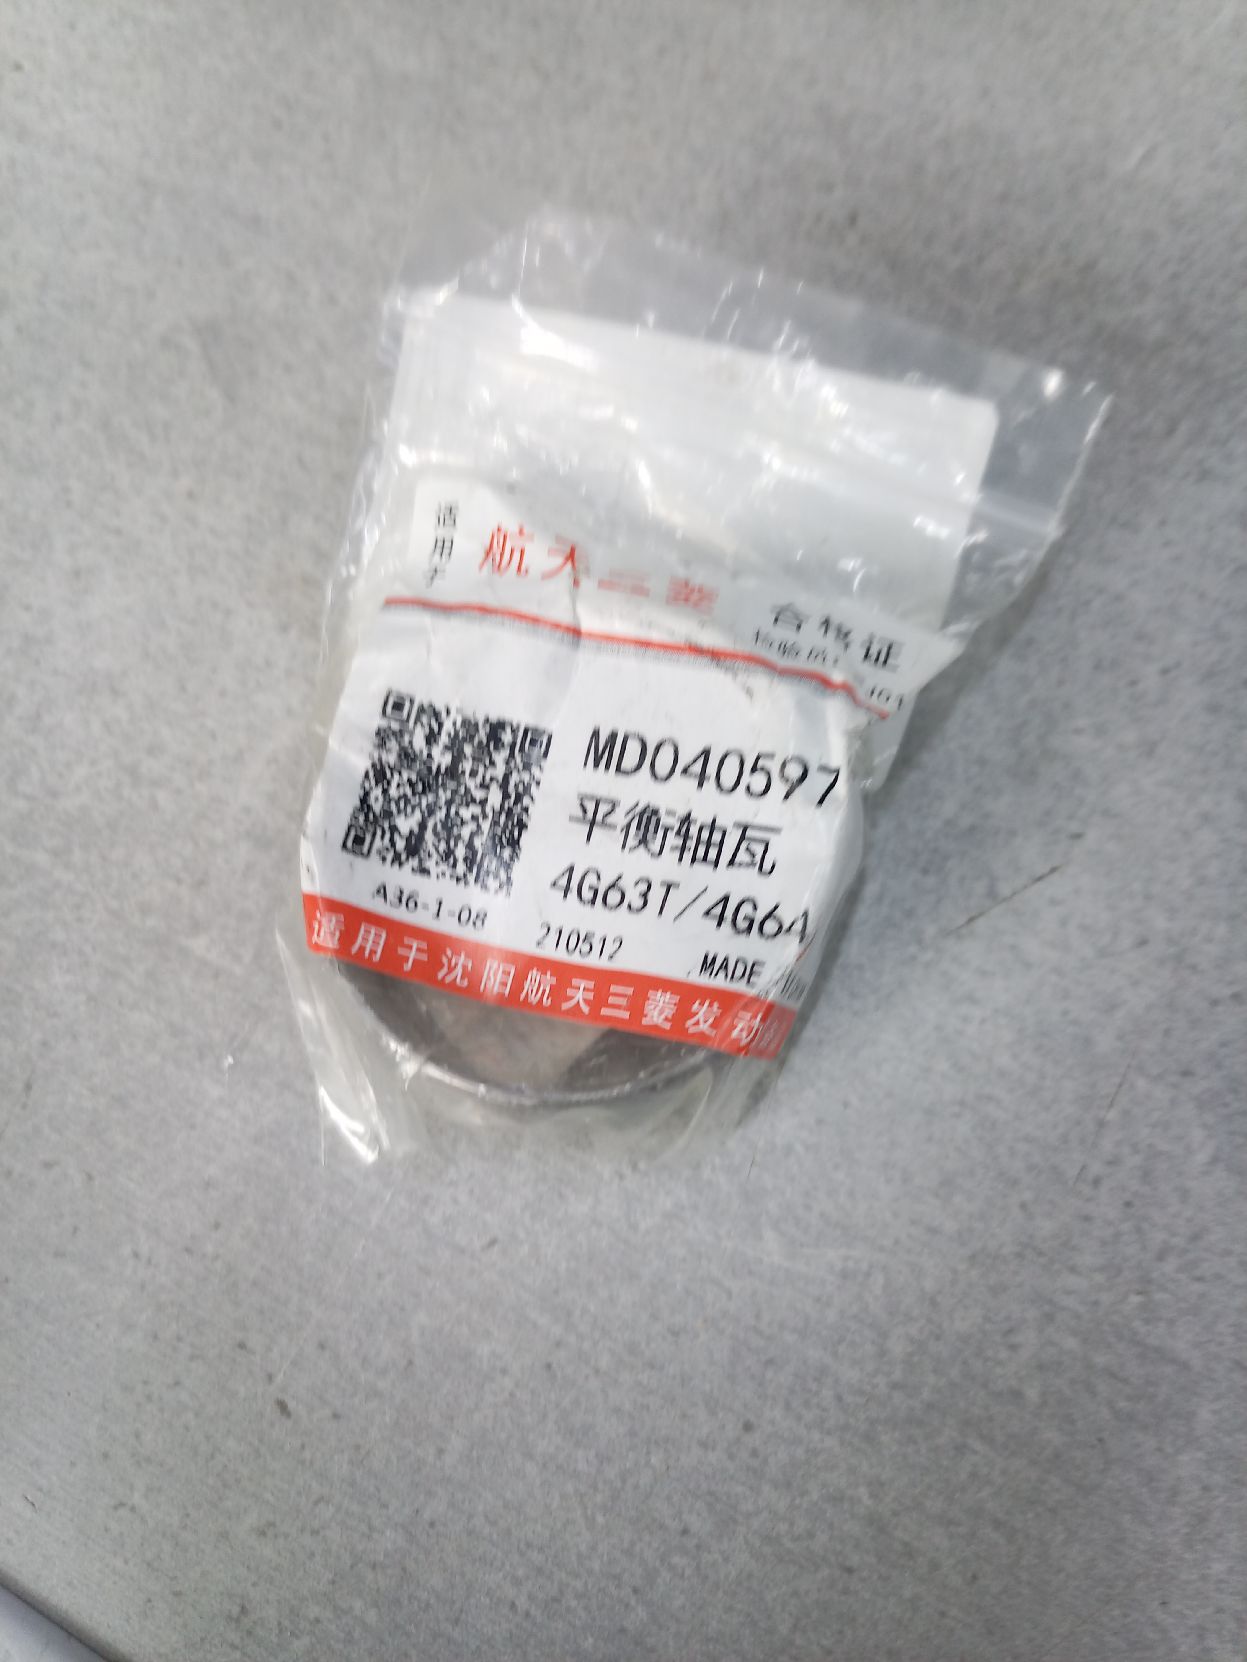 适用于
航天三菱
合格证
MD040597
平衡轴瓦
4G63T/4G64
A36-1-08
210512
MADE
适用于沈阳航天三菱发动